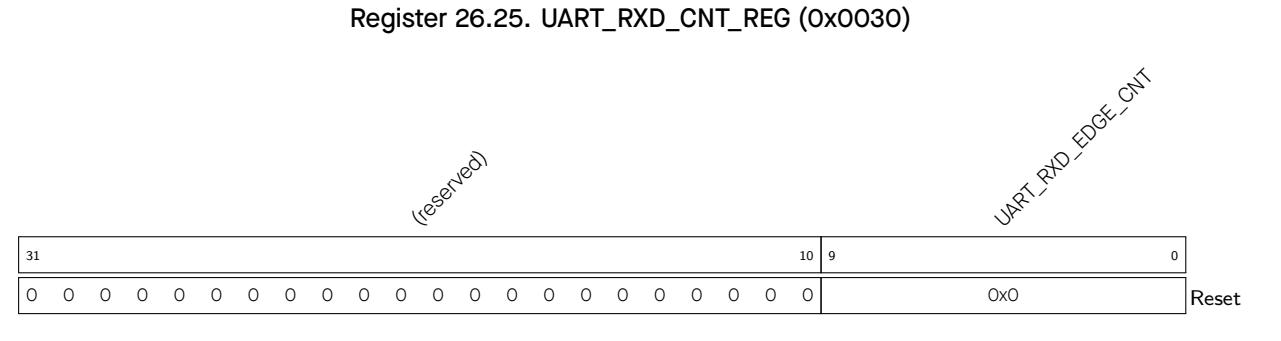 Register 26.25. UART_RXD_CNT_REG (0x0030)
(reserved)
UART_RXD_EDGE_CNT
31 10 9 0
0 0 0 0 0 0 0 0 0 0 0 0 0 0 0 0 0 0 0 0 0 0 0x0 Reset